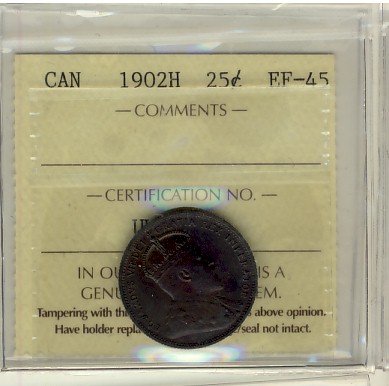 CAN 1902H 25¢ EF-45
— COMMENTS —
— CERTIFICATION NO. —
IN OU IS A
GENU EM.
Tampering with th above opinion.
Have holder repla /seal not intact.